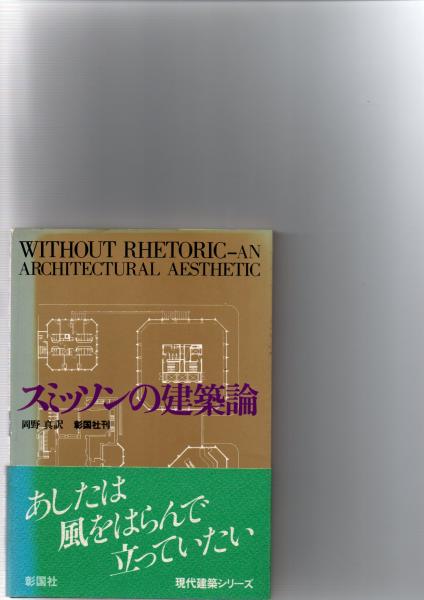 WITHOUT RHETORIC–AN
ARCHITECTURAL AESTHETIC
スミッソンの建築論
岡野 真訳 彰国社刊
あしたは
風をはらんで
立っていたい
彰国社 現代建築シリーズ